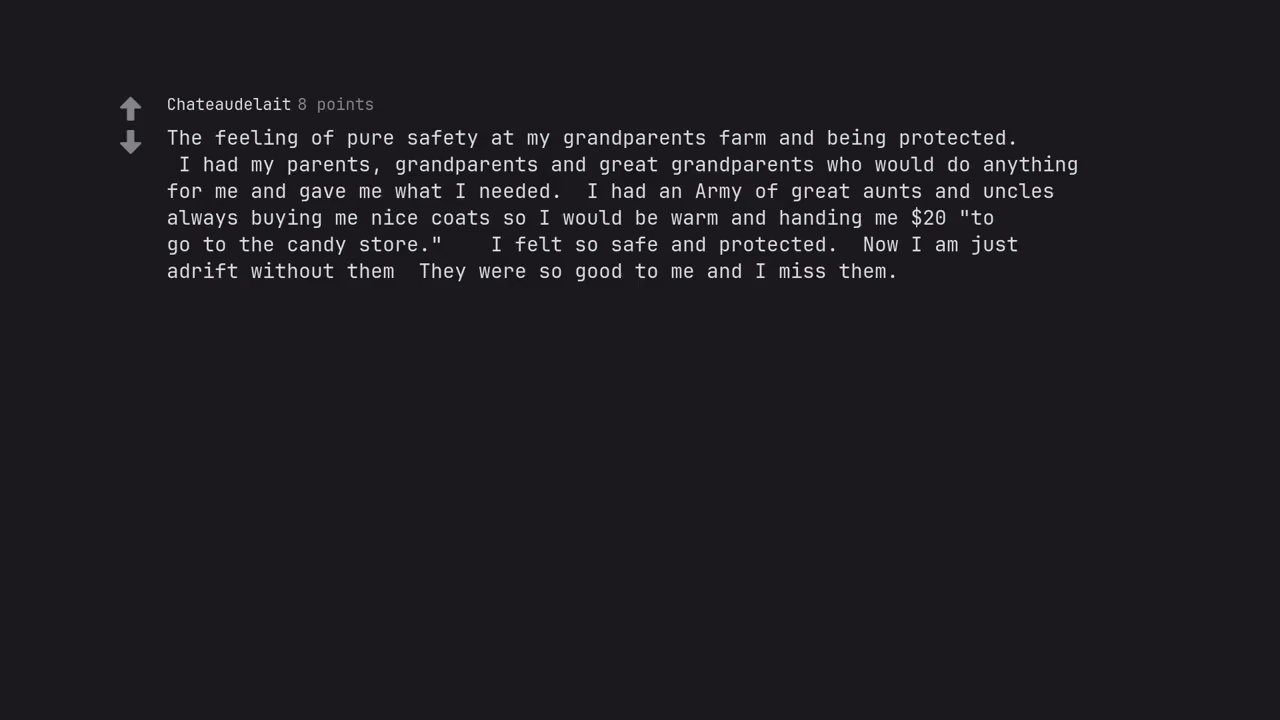 Chateaudelait 8 points
The feeling of pure safety at my grandparents farm and being protected.
I had my parents, grandparents and great grandparents who would do anything
for me and gave me what I needed.  I had an Army of great aunts and uncles
always buying me nice coats so I would be warm and handing me $20 "to
go to the candy store."    I felt so safe and protected.  Now I am just
adrift without them  They were so good to me and I miss them.